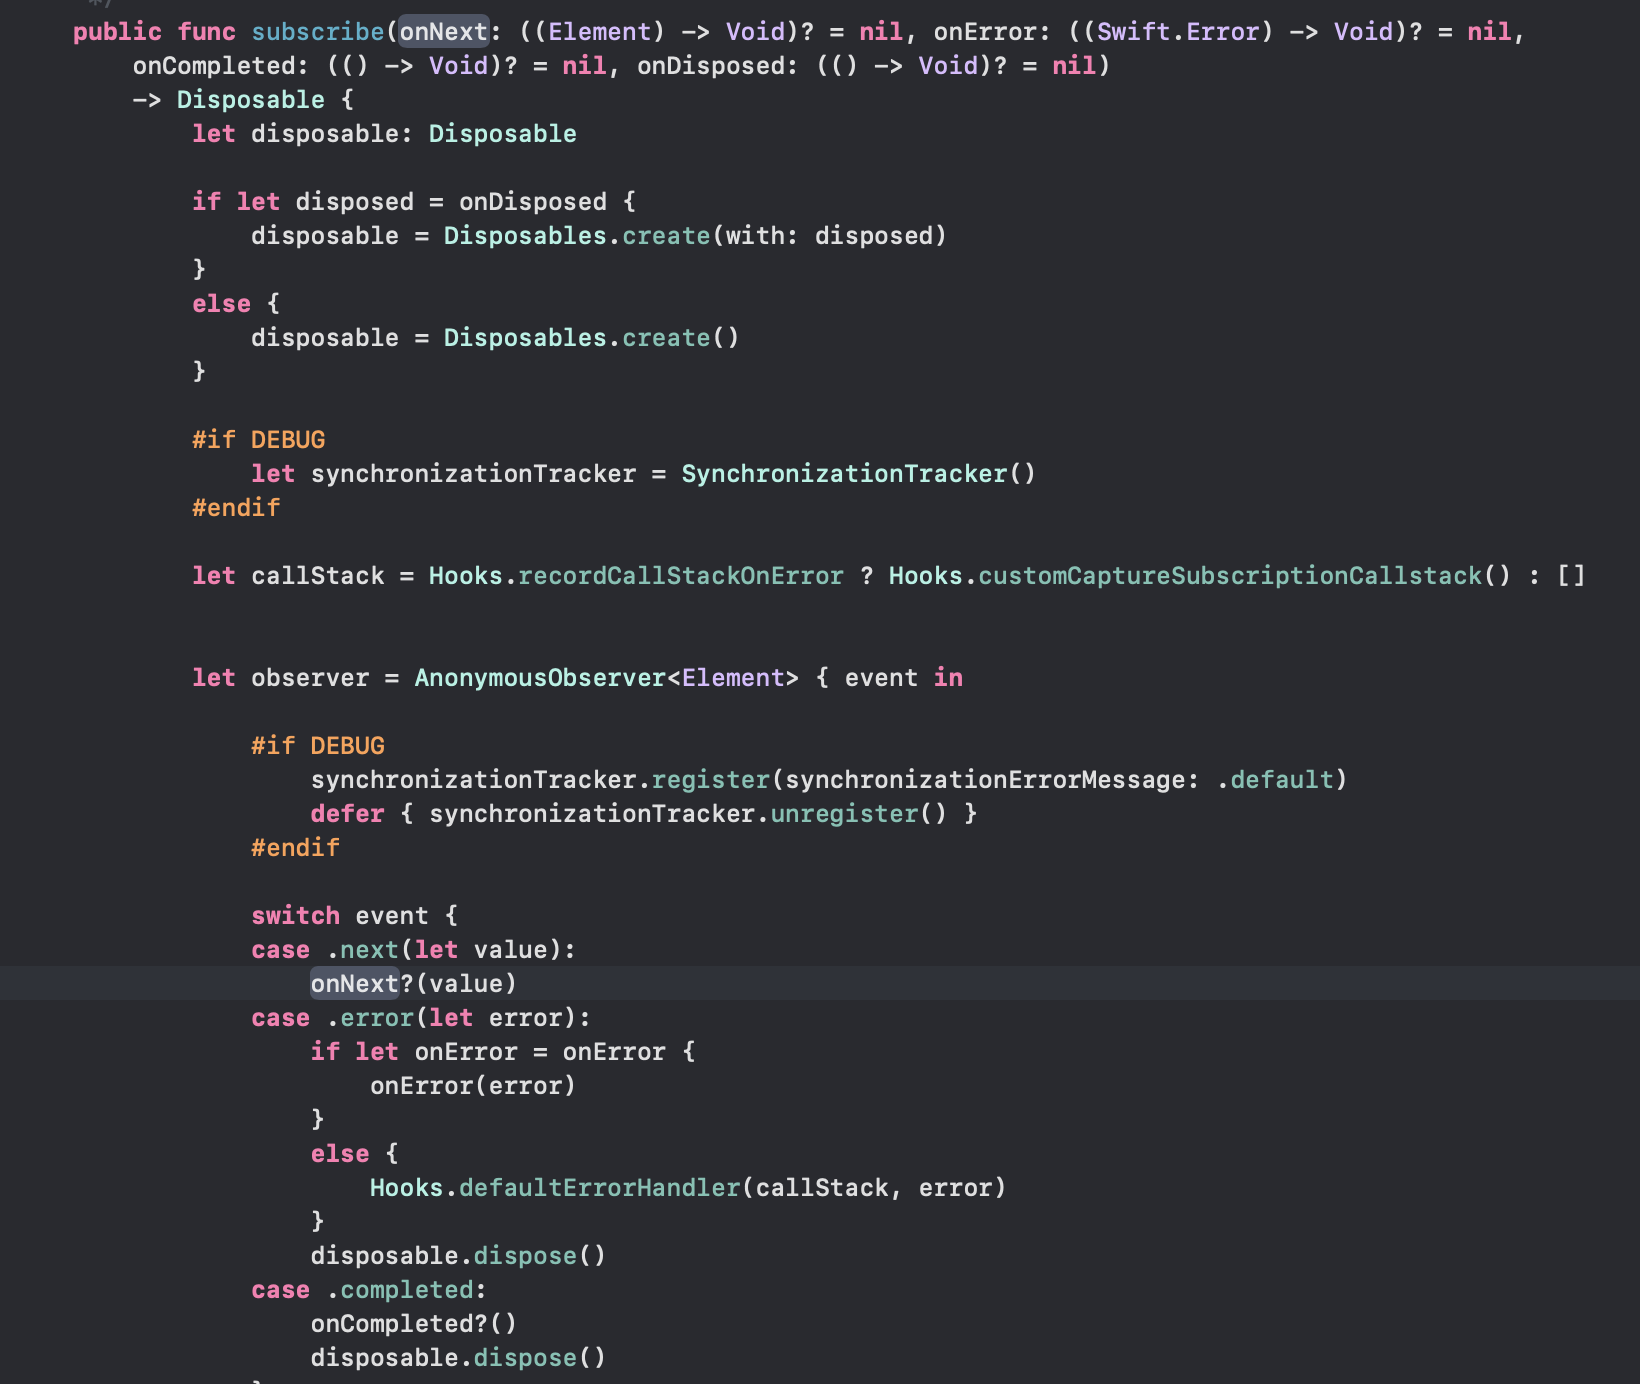 */
public func subscribe(onNext: ((Element) -> Void)? = nil, onError: ((Swift.Error) -> Void)? = nil,
onCompleted: (() -> Void)? = nil, onDisposed: (() -> Void)? = nil)
-> Disposable {
let disposable: Disposable
if let disposed = onDisposed {
disposable = Disposables.create(with: disposed)
}
else {
disposable = Disposables.create()
}
#if DEBUG
let synchronizationTracker = SynchronizationTracker()
#endif
let callStack = Hooks.recordCallStackOnError ? Hooks.customCaptureSubscriptionCallstack() : []
let observer = AnonymousObserver<Element> { event in
#if DEBUG
synchronizationTracker.register(synchronizationErrorMessage: .default)
defer { synchronizationTracker.unregister() }
#endif
switch event {
case .next(let value):
onNext?(value)
case .error(let error):
if let onError = onError {
onError(error)
}
else {
Hooks.defaultErrorHandler(callStack, error)
}
disposable.dispose()
case .completed:
onCompleted?()
disposable.dispose()
}